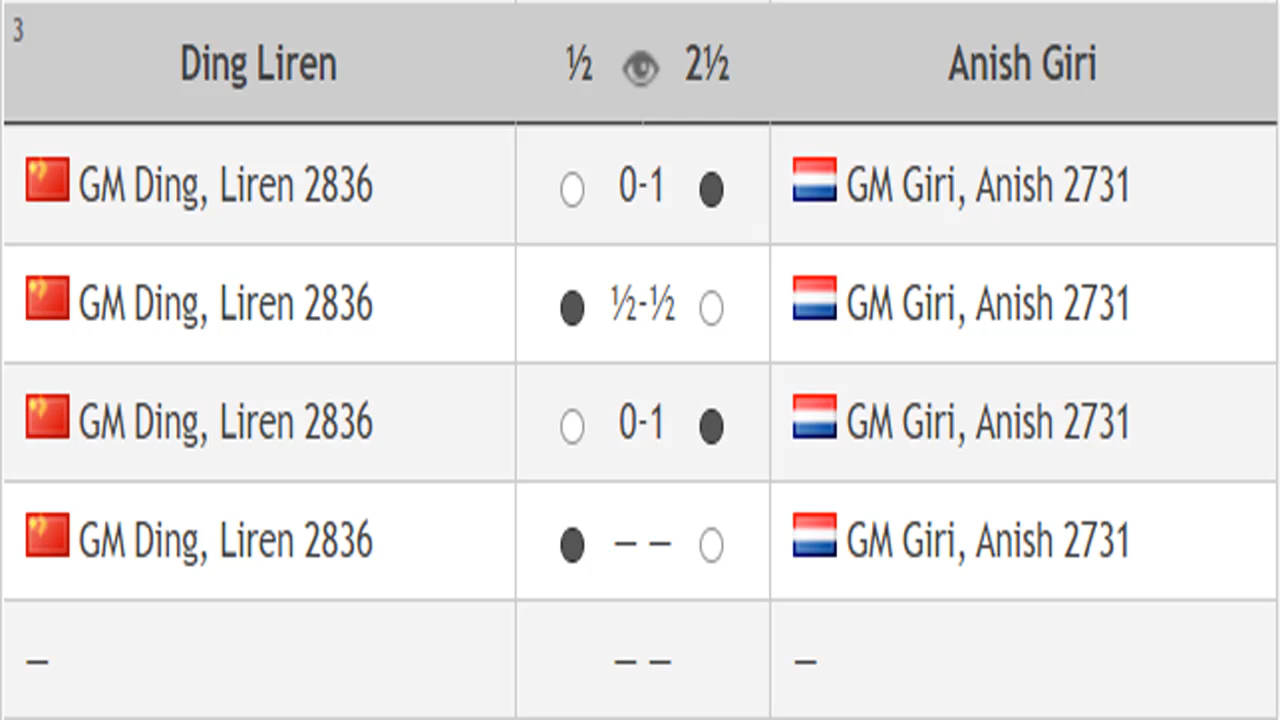 3
Ding Liren ½ 2½ Anish Giri
GM Ding, Liren 2836 0-1 GM Giri, Anish 2731
GM Ding, Liren 2836 ½-½ GM Giri, Anish 2731
GM Ding, Liren 2836 0-1 GM Giri, Anish 2731
GM Ding, Liren 2836 – – GM Giri, Anish 2731
– – – –